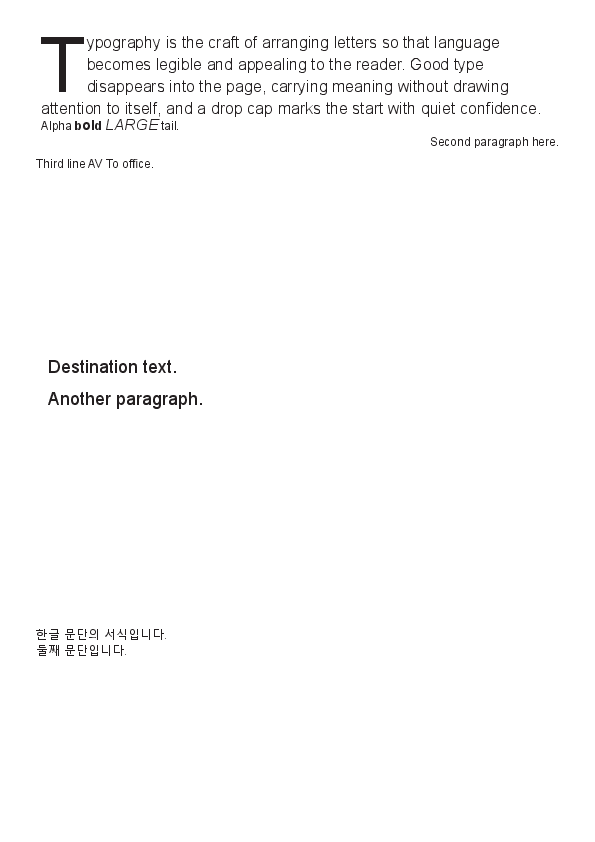 Typography is the craft of arranging letters so that language
becomes legible and appealing to the reader. Good type
disappears into the page, carrying meaning without drawing
attention to itself, and a drop cap marks the start with quiet confidence.
Alpha bold LARGE tail.
Second paragraph here.
Third line AV To office.
Destination text.
Another paragraph.
한글 문단의 서식입니다.
둘째 문단입니다.